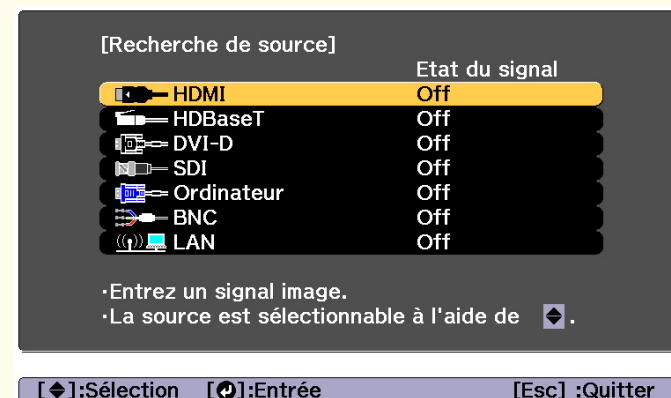 [Recherche de source]
Etat du signal
HDMI Off
HDBaseT Off
DVI-D Off
SDI Off
Ordinateur Off
BNC Off
LAN Off
·Entrez un signal image.
·La source est sélectionnable à l'aide de .
[ ]:Sélection [ ]:Entrée [Esc] :Quitter